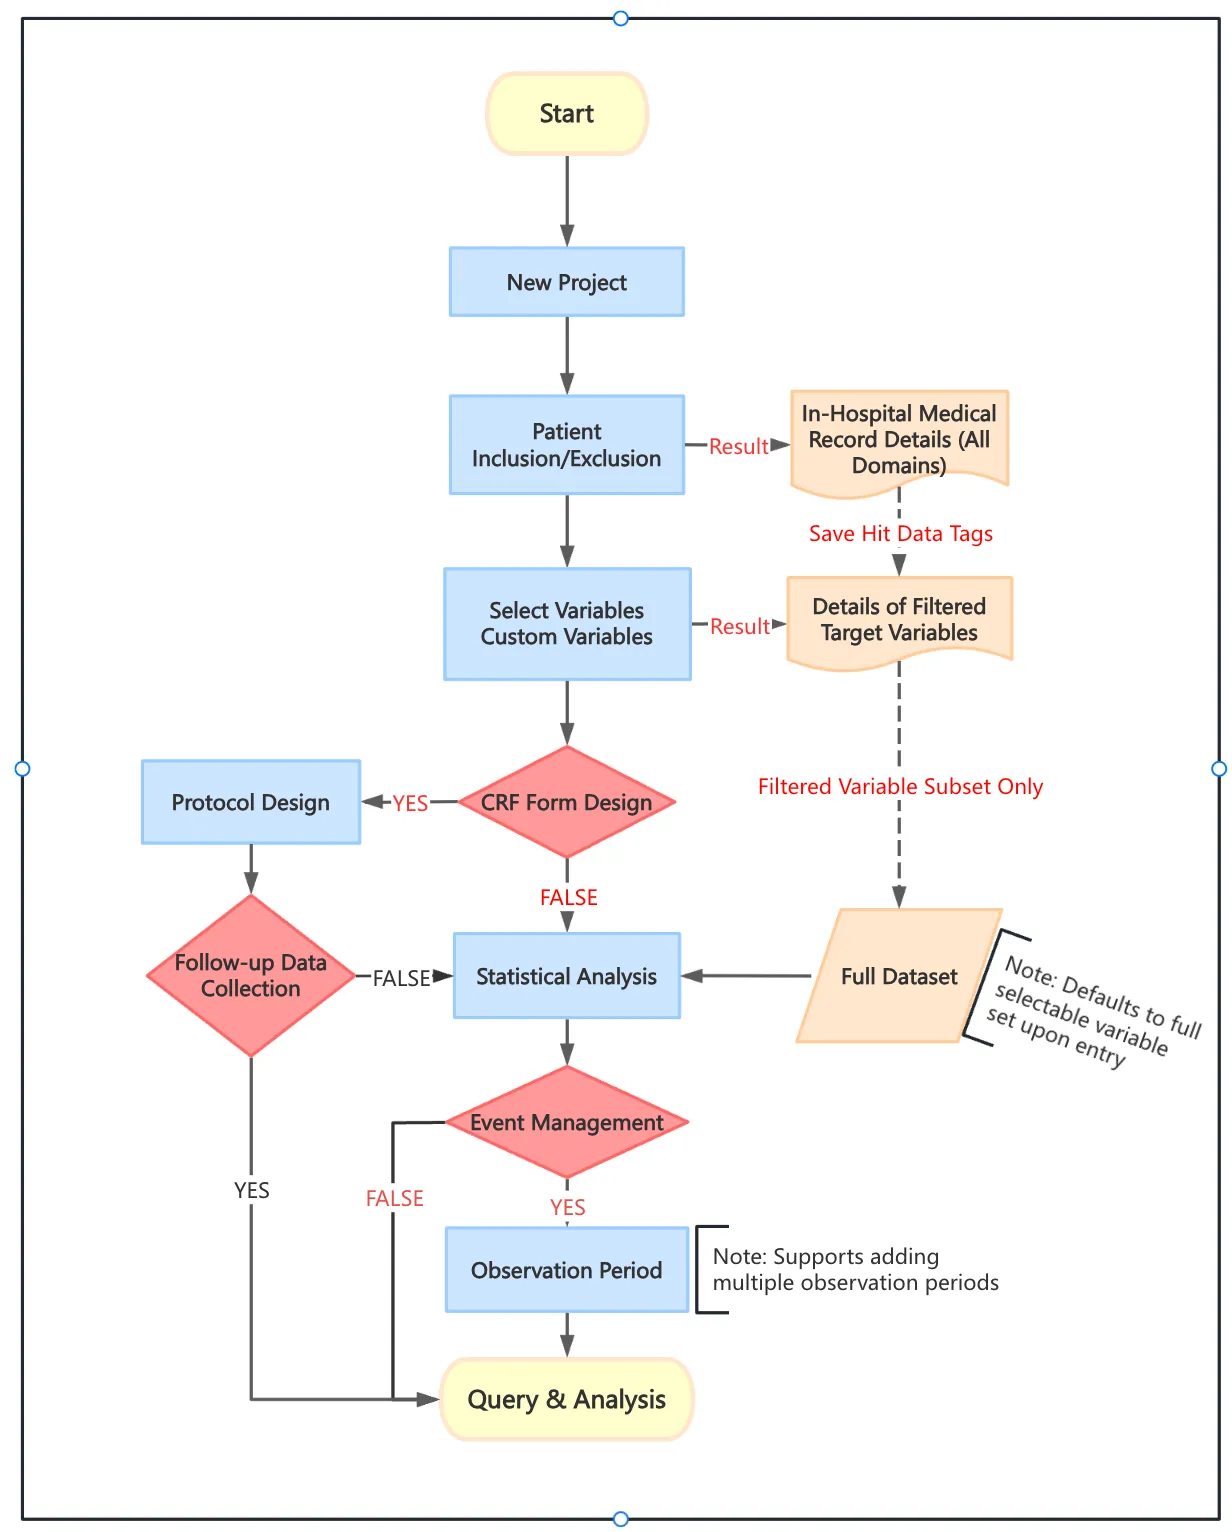 Start
New Project
Patient
Inclusion/Exclusion
Result
In-Hospital Medical
Record Details (All
Domains)
Save Hit Data Tags
Select Variables
Custom Variables
Result
Details of Filtered
Target Variables
Filtered Variable Subset Only
CRF Form Design
YES
Protocol Design
FALSE
Follow-up Data
Collection
FALSE
Statistical Analysis
Full Dataset
Note: Defaults to full
selectable variable
set upon entry
Event Management
YES
FALSE
YES
Observation Period
Note: Supports adding
multiple observation periods
Query & Analysis